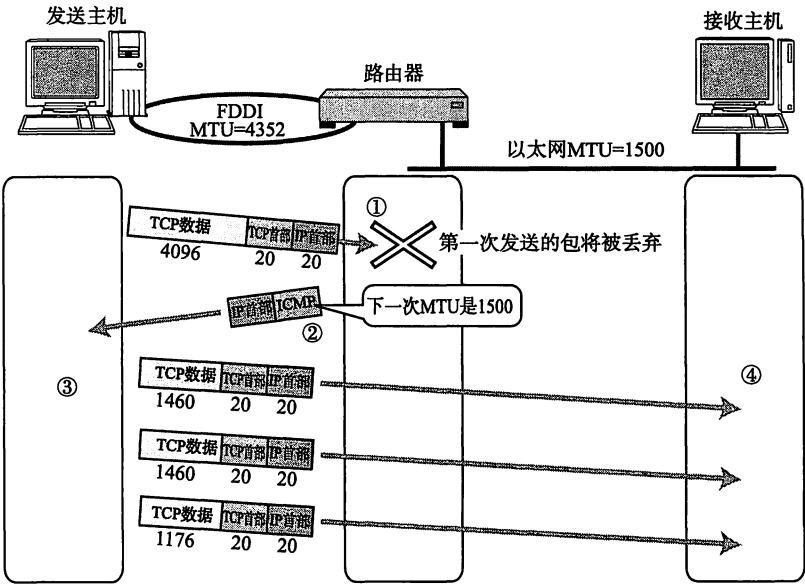 发送主机
接收主机
路由器
FDDI
MTU=4352
以太网MTU=1500
①
TCP数据 TCP首部 IP首部
4096 20 20
第一次发送的包将被丢弃
IP首部 ICMP
下一次MTU是1500
②
③
④
TCP数据 TCP首部 IP首部
1460 20 20
TCP数据 TCP首部 IP首部
1460 20 20
TCP数据 TCP首部 IP首部
1176 20 20